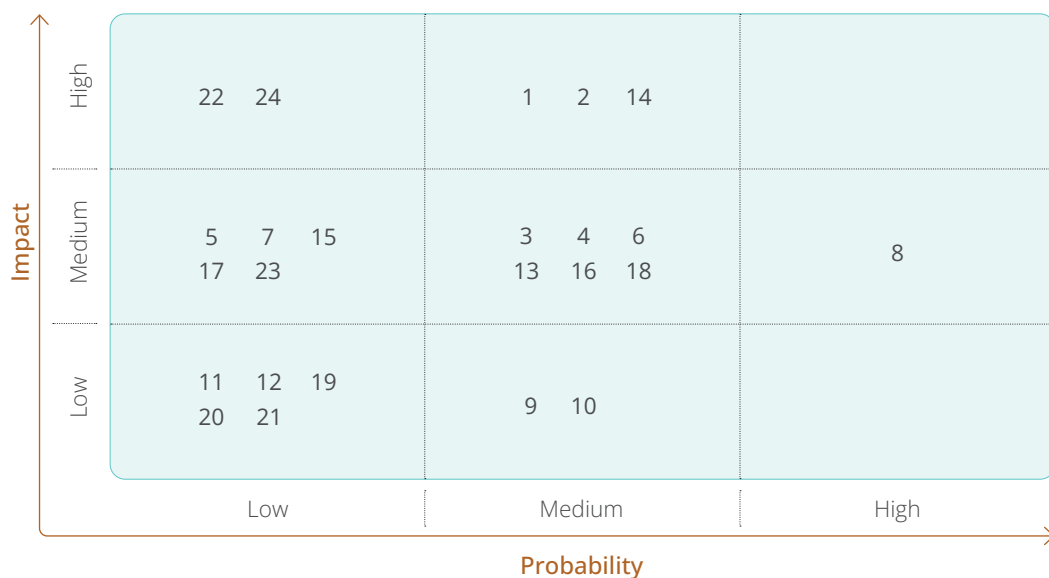 High
22 24
1 2 14
Impact
Medium
5 7 15
17 23
3 4 6
13 16 18
8
Low
11 12 19
20 21
9 10
Low
Medium
High
Probability